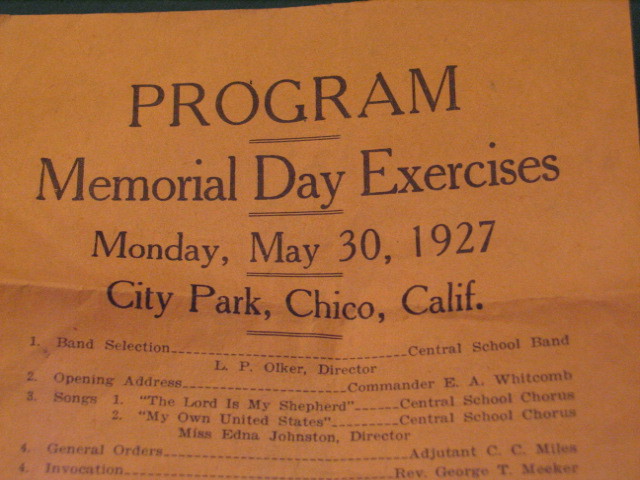 PROGRAM
Memorial Day Exercises
Monday, May 30, 1927
City Park, Chico, Calif.
1. Band Selection Central School Band
L. P. Olker, Director
2. Opening Address Commander E. A. Whitcomb
3. Songs 1. "The Lord Is My Shepherd" Central School Chorus
2. "My Own United States" Central School Chorus
Miss Edna Johnston, Director
4. General Orders Adjutant C. C. Miles
4. Invocation Rev. George T. Meeker